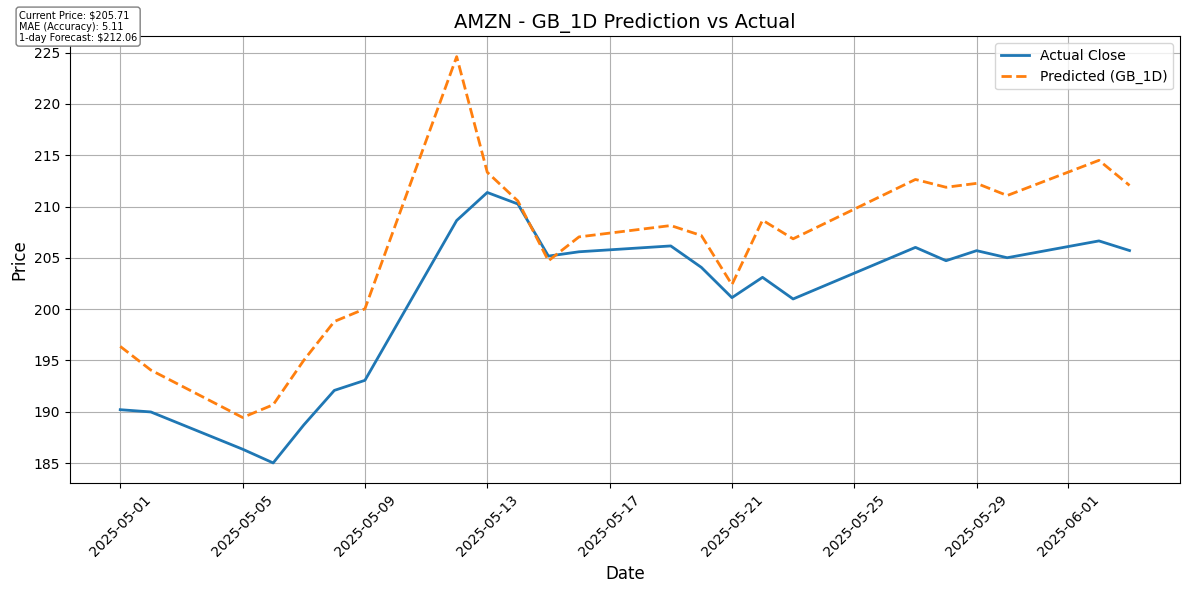 Current Price: $205.71
MAE (Accuracy): 5.11
1-day Forecast: $212.06
AMZN - GB_1D Prediction vs Actual
Actual Close
Predicted (GB_1D)
Price
225
220
215
210
205
200
195
190
185
2025-05-01
2025-05-05
2025-05-09
2025-05-13
2025-05-17
2025-05-21
2025-05-25
2025-05-29
2025-06-01
Date